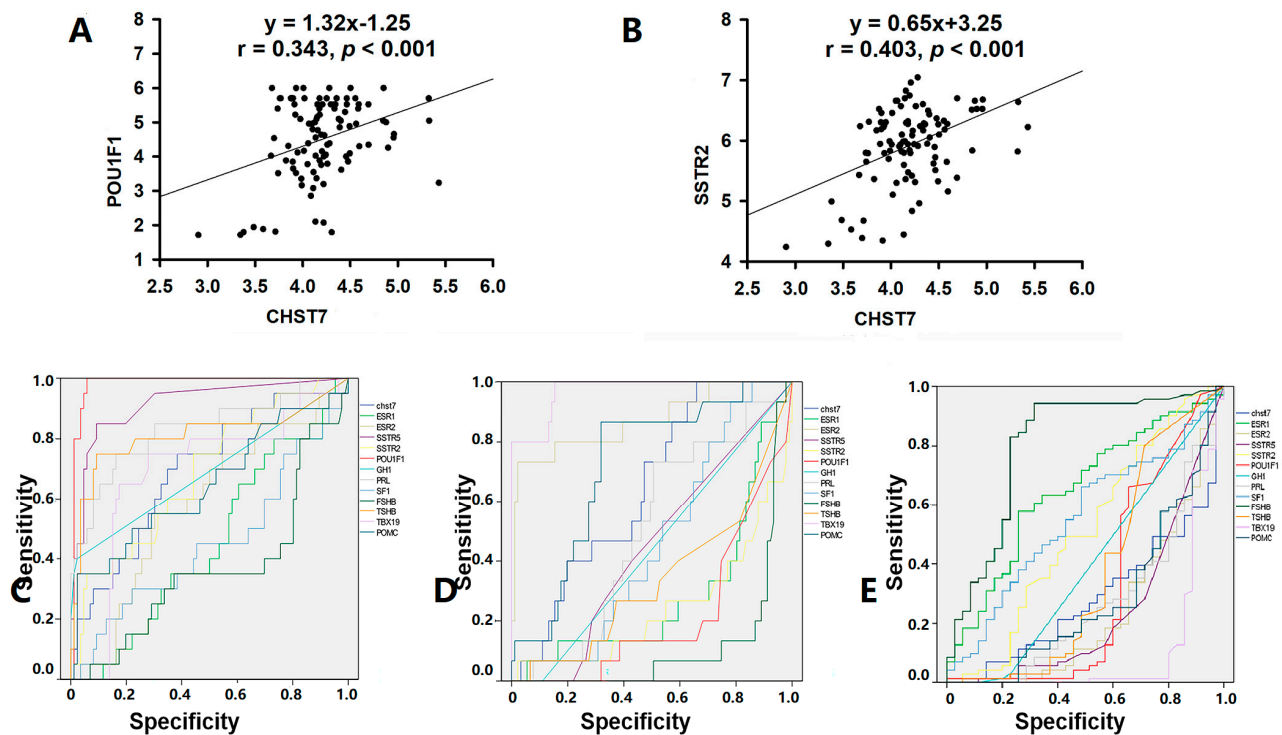 A
y = 1.32x-1.25
r = 0.343, p < 0.001
POU1F1
8
7
6
5
4
3
2
1
2.5 3.0 3.5 4.0 4.5 5.0 5.5 6.0
CHST7
B
y = 0.65x+3.25
r = 0.403, p < 0.001
SSTR2
8
7
6
5
4
2.5 3.0 3.5 4.0 4.5 5.0 5.5 6.0
CHST7
C
Sensitivity
1.0
0.8
0.6
0.4
0.2
0.0
0 0.2 0.4 0.6 0.8 1.0
Specificity
chst7
ESR1
ESR2
SSTR5
SSTR2
POU1F1
GH1
PRL
SF1
FSHB
TSHB
TBX19
POMC
D
Sensitivity
1.0
0.8
0.6
0.4
0.2
0.0
0 0.2 0.4 0.6 0.8 1.0
Specificity
chst7
ESR1
ESR2
SSTR5
SSTR2
POU1F1
GH1
PRL
SF1
FSHB
TSHB
TBX19
POMC
E
Sensitivity
1.0
0.8
0.6
0.4
0.2
0.0
0 0.2 0.4 0.6 0.8 1.0
Specificity
chst7
ESR1
ESR2
SSTR5
SSTR2
POU1F1
GH1
PRL
SF1
FSHB
TSHB
TBX19
POMC